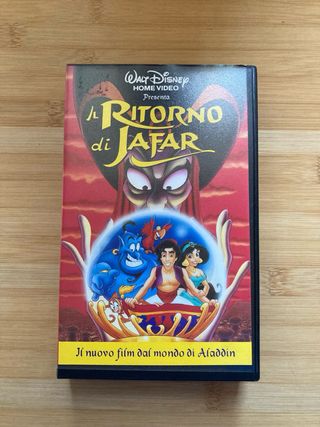 Walt Disney
HOME VIDEO
Presenta
Il RITORNO
di JAFAR
Il nuovo film dal mondo di Aladdin